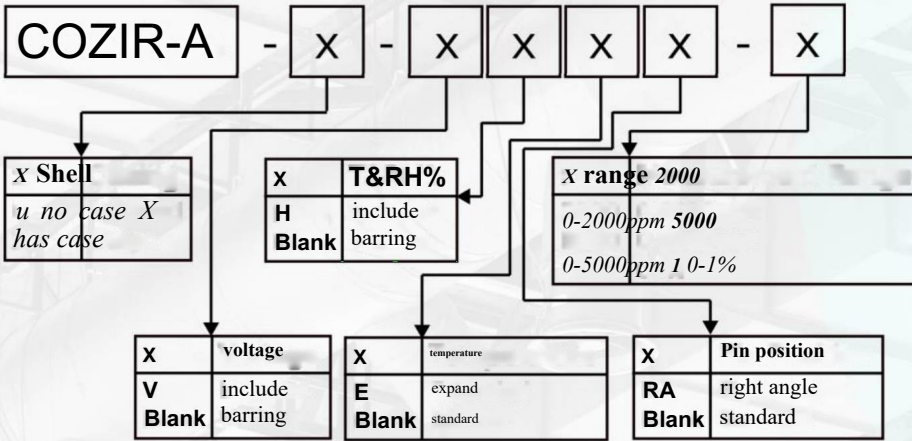 COZIR-A - X - X X X X - X
X Shell
u no case X
has case
X T&RH%
H include
Blank barring
X range 2000
0-2000ppm 5000
0-5000ppm 1 0-1%
X voltage
V include
Blank barring
X temperature
E expand
Blank standard
X Pin position
RA right angle
Blank standard